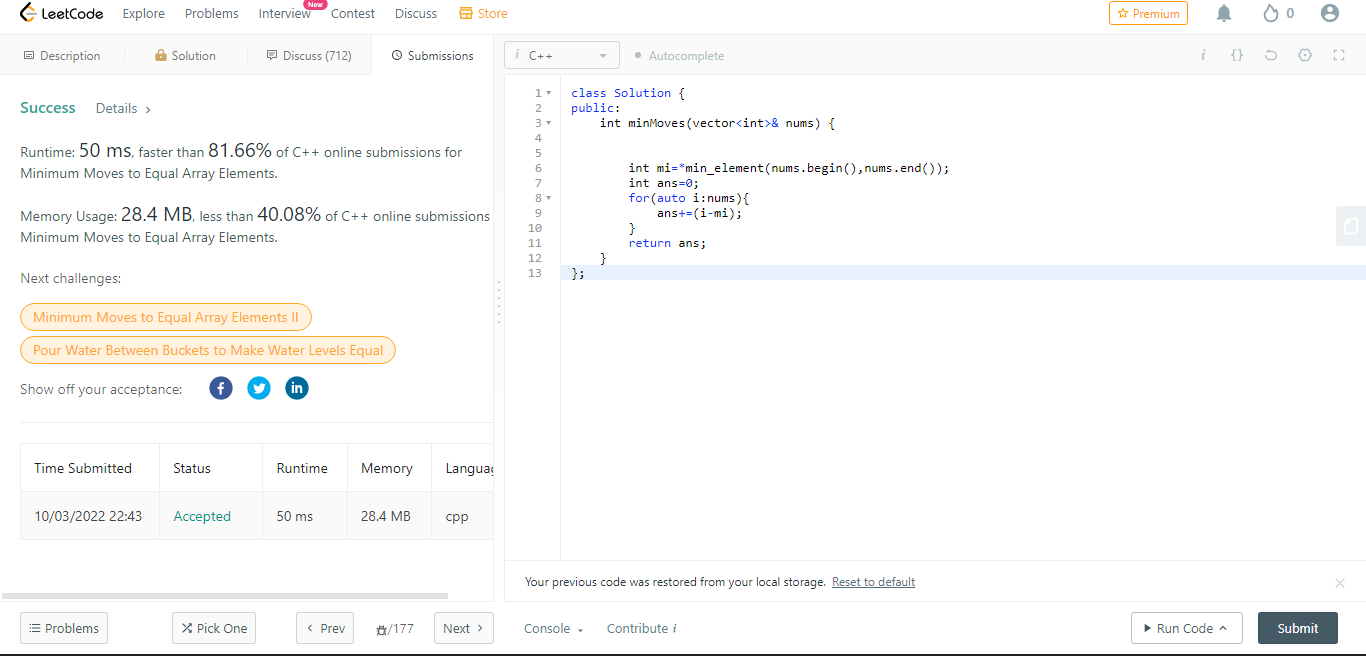 LeetCode Explore Problems Interview New Contest Discuss Store Premium 0
Description Solution Discuss (712) Submissions
Success Details >
Runtime: 50 ms, faster than 81.66% of C++ online submissions for
Minimum Moves to Equal Array Elements.
Memory Usage: 28.4 MB, less than 40.08% of C++ online submissions
Minimum Moves to Equal Array Elements.
Next challenges:
Minimum Moves to Equal Array Elements II
Pour Water Between Buckets to Make Water Levels Equal
Show off your acceptance:
Time Submitted Status Runtime Memory Languag
10/03/2022 22:43 Accepted 50 ms 28.4 MB cpp
Problems Pick One < Prev /177 Next >
i C++ Autocomplete i {}
1 class Solution {
2 public:
3 int minMoves(vector<int>& nums) {
4
5
6 int mi=*min_element(nums.begin(),nums.end());
7 int ans=0;
8 for(auto i:nums){
9 ans+=(i-mi);
10 }
11 return ans;
12 }
13 };
Your previous code was restored from your local storage. Reset to default
Console Contribute i Run Code Submit